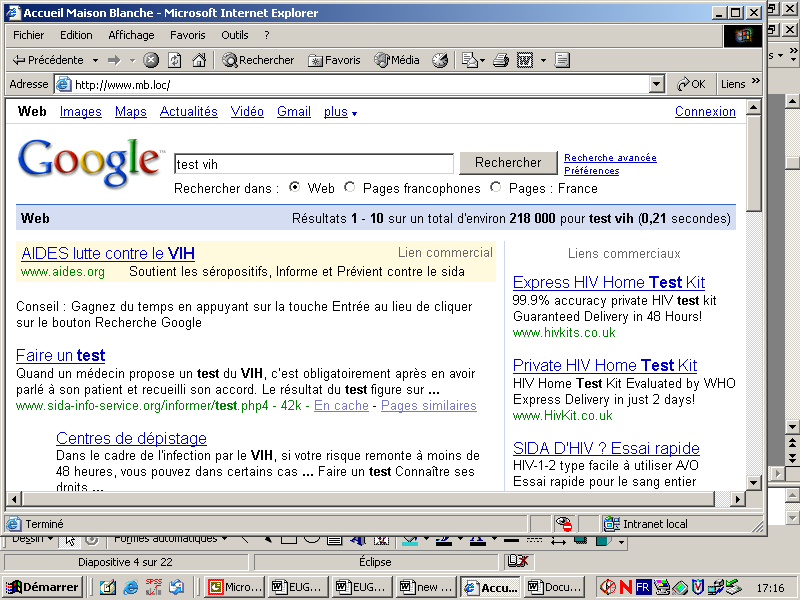 Accueil Maison Blanche - Microsoft Internet Explorer
Fichier Edition Affichage Favoris Outils ?
Précédente Rechercher Favoris Média
Adresse http://www.mb.loc/ OK Liens »
Web Images Maps Actualités Vidéo Gmail plus Connexion
Google™ test vih Rechercher Recherche avancée
Préférences
Rechercher dans : Web Pages francophones Pages : France
Web Résultats 1 - 10 sur un total d'environ 218 000 pour test vih (0,21 secondes)
AIDES lutte contre le VIH Lien commercial
www.aides.org Soutient les séropositifs, Informe et Prévient contre le sida
Conseil : Gagnez du temps en appuyant sur la touche Entrée au lieu de cliquer
sur le bouton Recherche Google
Faire un test
Quand un médecin propose un test du VIH, c'est obligatoirement après en avoir
parlé à son patient et recueilli son accord. Le résultat du test figure sur ...
www.sida-info-service.org/informer/test.php4 - 42k - En cache - Pages similaires
Centres de dépistage
Dans le cadre de l'infection par le VIH, si votre risque remonte à moins de
48 heures, vous pouvez dans certains cas ... Faire un test Connaître ses
droits ...
Liens commerciaux
Express HIV Home Test Kit
99.9% accuracy private HIV test kit
Guaranteed Delivery in 48 Hours!
www.hivkits.co.uk
Private HIV Home Test Kit
HIV Home Test Kit Evaluated by WHO
Express Delivery in just 2 days!
www.HivKit.co.uk
SIDA D'HIV ? Essai rapide
HIV-1-2 type facile à utiliser A/O
Essai rapide pour le sang entier
Terminé Intranet local
Dessin Formes automatiques
Diapositive 4 sur 22 Éclipse
Démarrer SPSS Micro... EUG... EUG... new ... Accu... Docu... FR 17:16